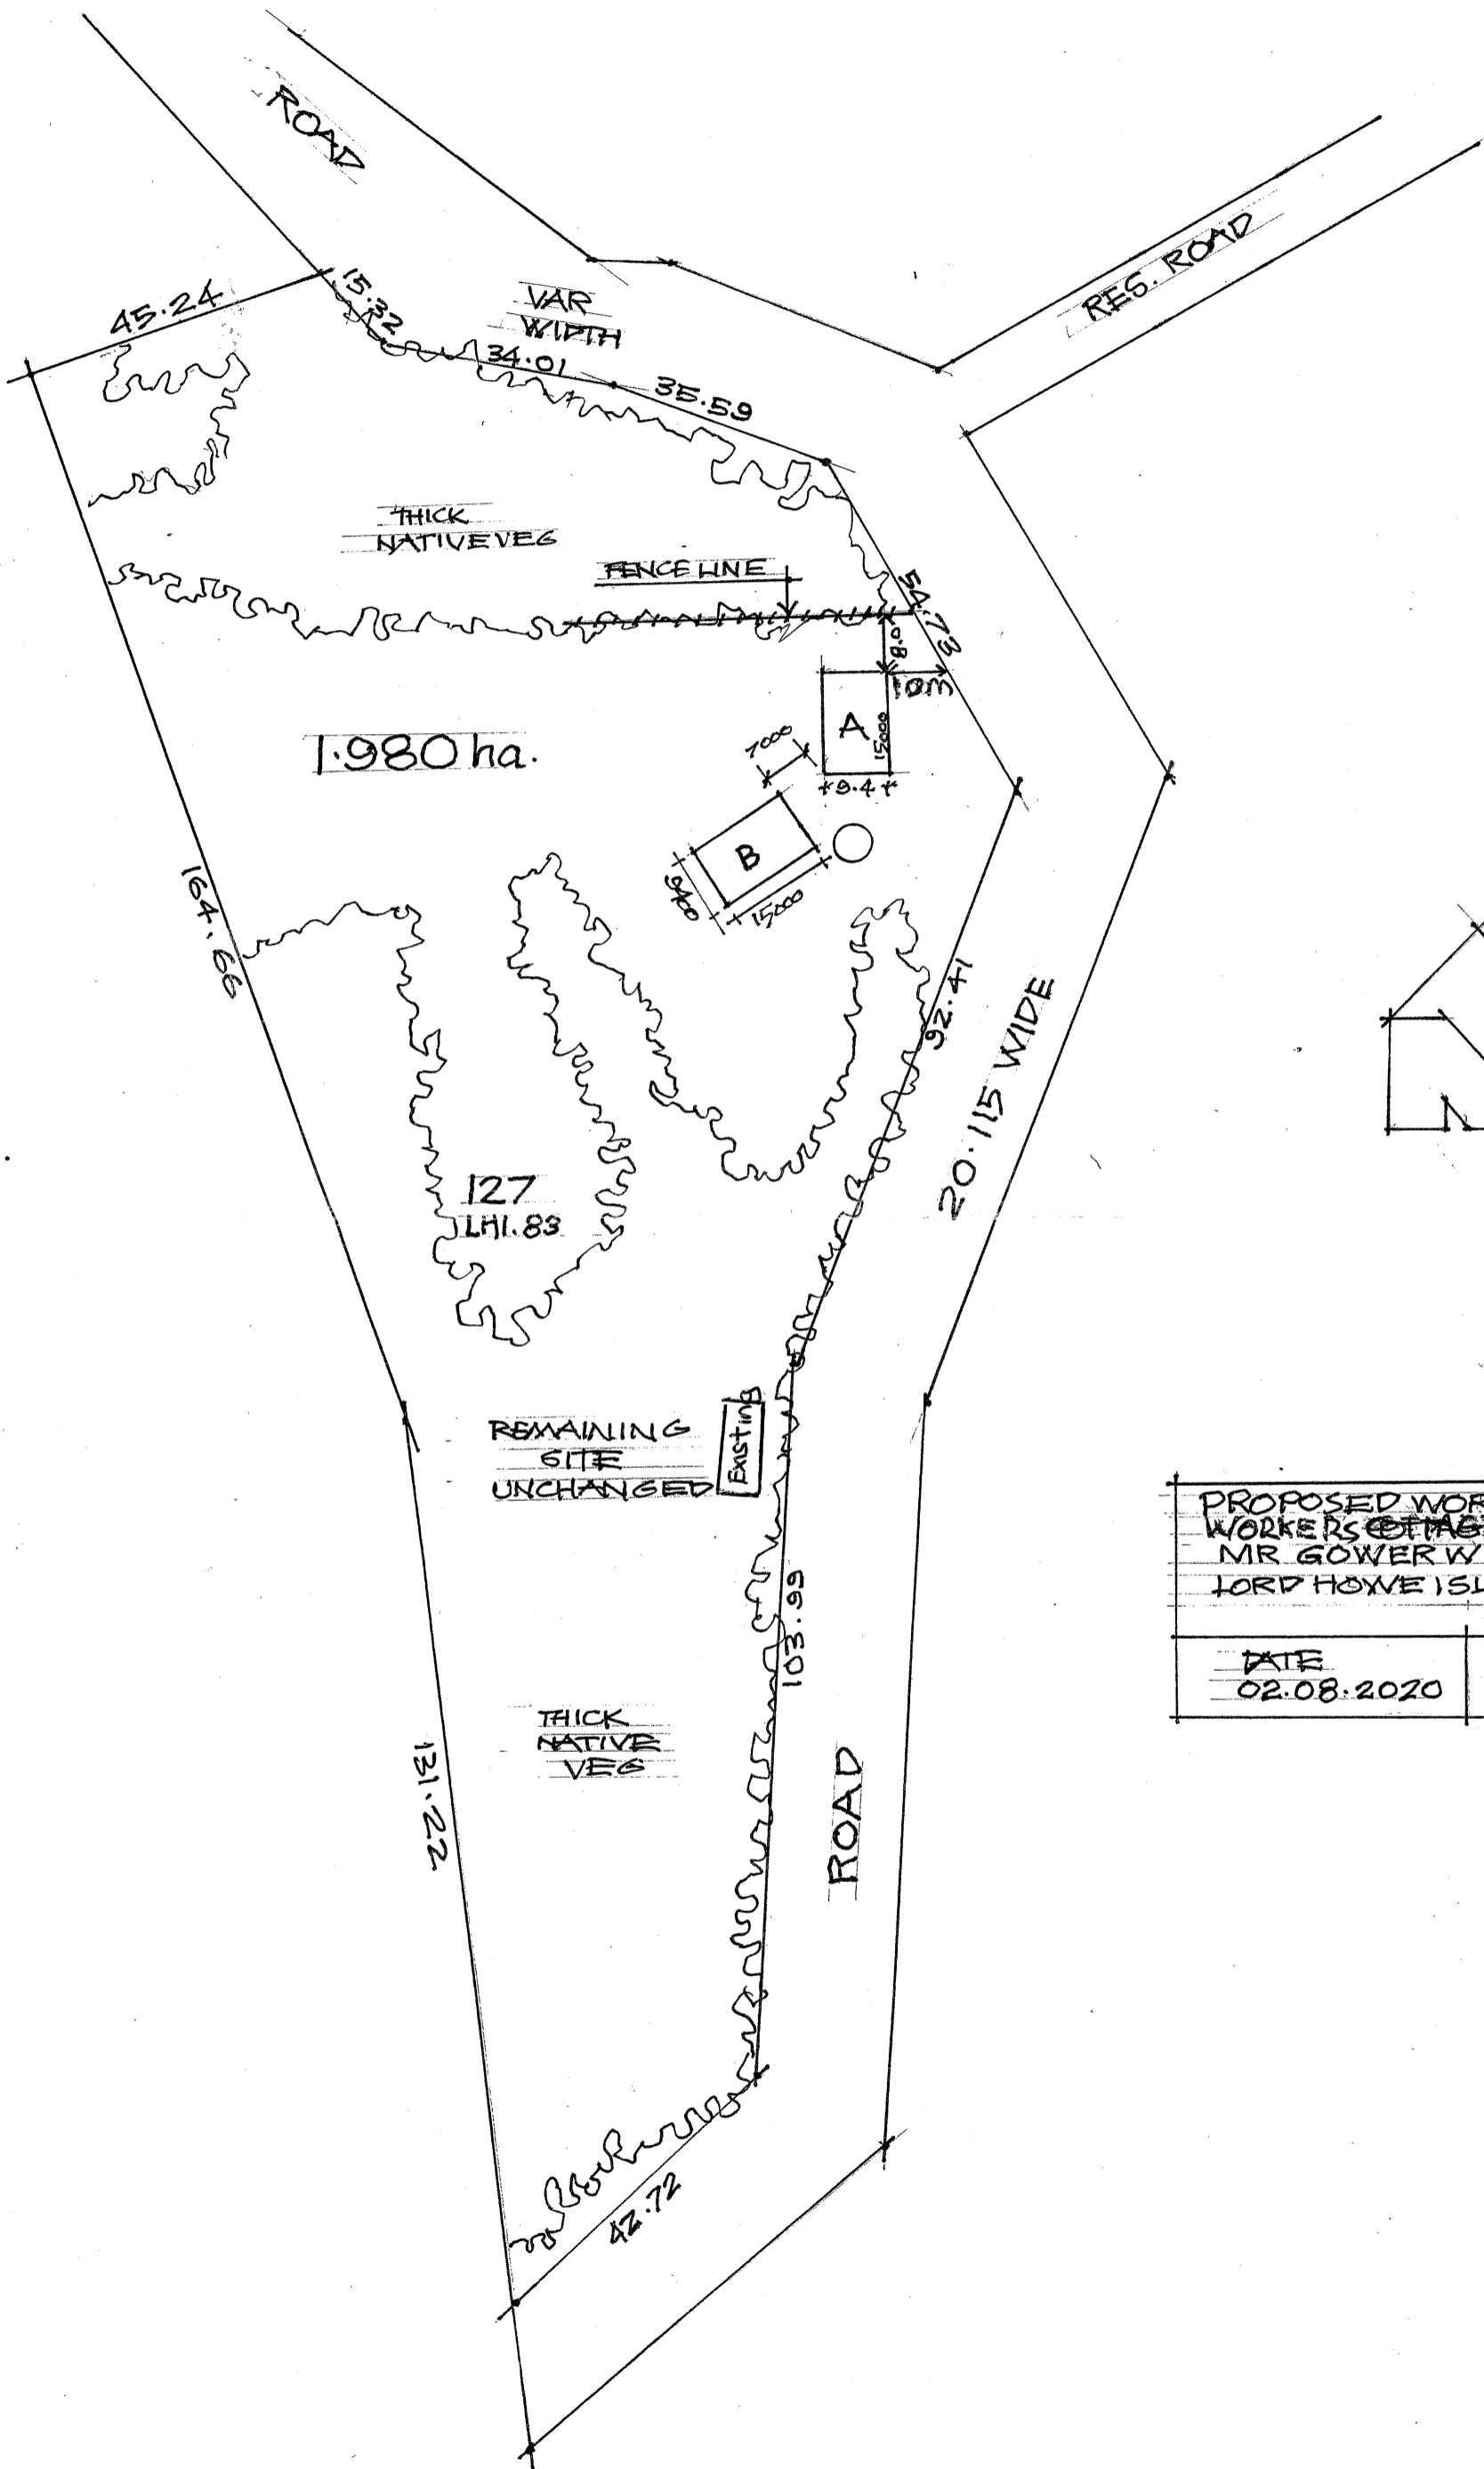 ROAD
RES. ROAD
45.24
15.32
VAR
WIDTH
34.01
35.59
THICK
NATIVE VEG
FENCE LINE
54.73
8.0
10m
A
15000
9.4
7000
1.980 ha.
B
9400
15000
164.66
92.41
20.115 WIDE
N
127
LHI.83
REMAINING
SITE
UNCHANGED
Existing
103.99
THICK
NATIVE
VEG
131.22
ROAD
42.72
PROPOSED
WORKERS
MR GOWER
LORD HOWE
DATE
02.08.2020